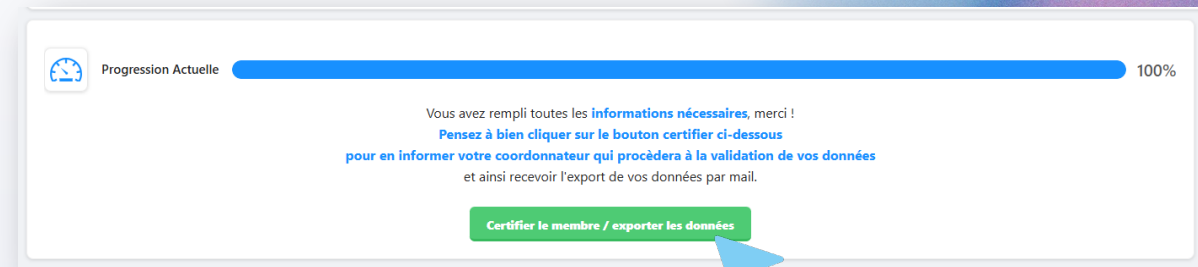 Progression Actuelle 100%
Vous avez rempli toutes les informations nécessaires, merci !
Pensez à bien cliquer sur le bouton certifier ci-dessous
pour en informer votre coordonnateur qui procèdera à la validation de vos données
et ainsi recevoir l'export de vos données par mail.
Certifier le membre / exporter les données